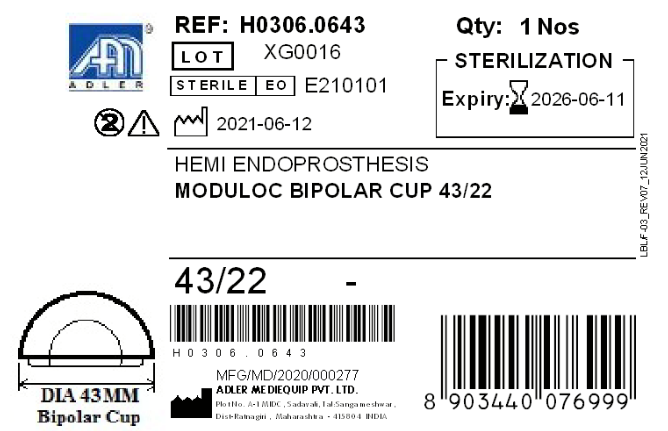 REF: H0306.0643
Qty: 1 Nos
ADLER
®
LOT XG0016
STERILE EO E210101
2021-06-12
STERILIZATION
Expiry: 2026-06-11
HEMI ENDOPROSTHESIS
MODULOC BIPOLAR CUP 43/22
LBL/F-03_REV07_12JUN2021
43/22 -
H0306.0643
MFG/MD/2020/000277
ADLER MEDIEQUIP PVT. LTD.
Plot No. A-1 MIDC, Sadavali, Tal:Sangameshwar,
Dist-Ratnagiri, Maharashtra - 415804 INDIA
DIA 43MM
Bipolar Cup
8 903440 076999
2